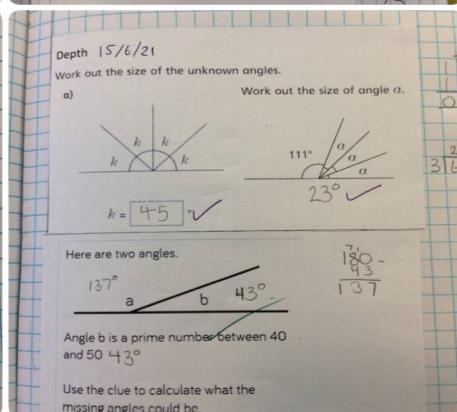 Depth 15/6/21
Work out the size of the unknown angles.
a)
k k k k
k = 45 °
Work out the size of angle a.
111° a a a
23°
Here are two angles.
137° a b 43°
Angle b is a prime number between 40
and 50 43°
Use the clue to calculate what the
missing angles could be.
180 -
43
137